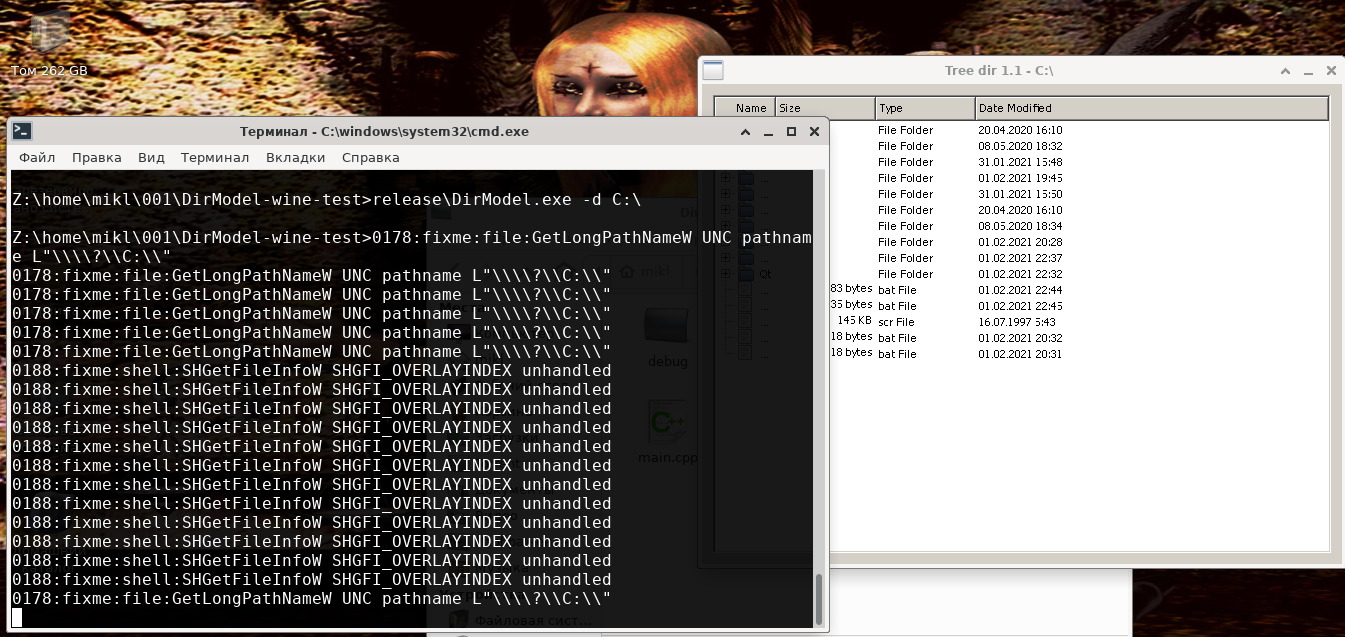 Том 262 GB
Tree dir 1.1 - C:\
Name Size Type Date Modified
File Folder 20.04.2020 16:10
File Folder 08.05.2020 18:32
File Folder 31.01.2021 15:48
File Folder 01.02.2021 19:45
... File Folder 31.01.2021 15:50
... File Folder 20.04.2020 16:10
... File Folder 08.05.2020 18:34
... File Folder 01.02.2021 20:28
... File Folder 01.02.2021 22:37
Qt File Folder 01.02.2021 22:32
... 83 bytes bat File 01.02.2021 22:44
... 35 bytes bat File 01.02.2021 22:45
... 145 KB scr File 16.07.1997 5:43
... 18 bytes bat File 01.02.2021 20:32
... 18 bytes bat File 01.02.2021 20:31
Терминал - C:\windows\system32\cmd.exe
Файл Правка Вид Терминал Вкладки Справка
Z:\home\mikl\001\DirModel-wine-test>release\DirModel.exe -d C:\
Z:\home\mikl\001\DirModel-wine-test>0178:fixme:file:GetLongPathNameW UNC pathnam
e L"\\\\?\\C:\\"
0178:fixme:file:GetLongPathNameW UNC pathname L"\\\\?\\C:\\"
0178:fixme:file:GetLongPathNameW UNC pathname L"\\\\?\\C:\\"
0178:fixme:file:GetLongPathNameW UNC pathname L"\\\\?\\C:\\"
0178:fixme:file:GetLongPathNameW UNC pathname L"\\\\?\\C:\\"
0178:fixme:file:GetLongPathNameW UNC pathname L"\\\\?\\C:\\"
0188:fixme:shell:SHGetFileInfoW SHGFI_OVERLAYINDEX unhandled
0188:fixme:shell:SHGetFileInfoW SHGFI_OVERLAYINDEX unhandled
0188:fixme:shell:SHGetFileInfoW SHGFI_OVERLAYINDEX unhandled
0188:fixme:shell:SHGetFileInfoW SHGFI_OVERLAYINDEX unhandled
0188:fixme:shell:SHGetFileInfoW SHGFI_OVERLAYINDEX unhandled
0188:fixme:shell:SHGetFileInfoW SHGFI_OVERLAYINDEX unhandled
0188:fixme:shell:SHGetFileInfoW SHGFI_OVERLAYINDEX unhandled
0188:fixme:shell:SHGetFileInfoW SHGFI_OVERLAYINDEX unhandled
0188:fixme:shell:SHGetFileInfoW SHGFI_OVERLAYINDEX unhandled
0188:fixme:shell:SHGetFileInfoW SHGFI_OVERLAYINDEX unhandled
0188:fixme:shell:SHGetFileInfoW SHGFI_OVERLAYINDEX unhandled
0188:fixme:shell:SHGetFileInfoW SHGFI_OVERLAYINDEX unhandled
0178:fixme:file:GetLongPathNameW UNC pathname L"\\\\?\\C:\\"
mikl
debug
C++
main.cpp
Файловая сист...